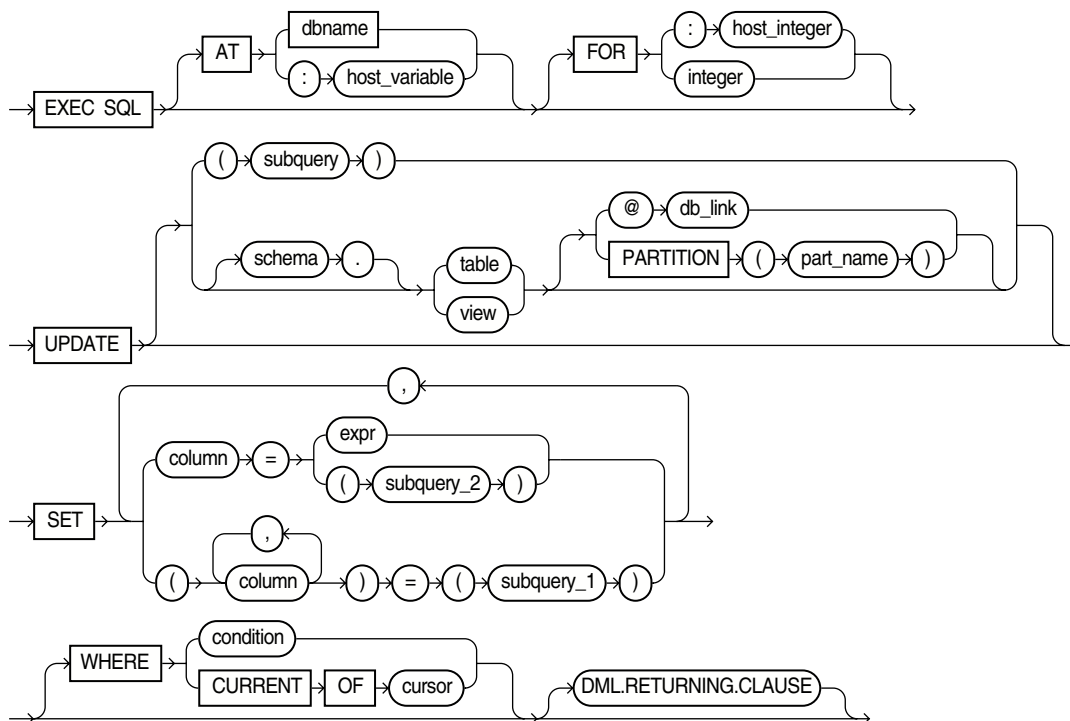 dbname
AT
: host_variable
: host_integer
FOR
integer
EXEC SQL
( subquery )
@ db_link
schema . table
PARTITION ( part_name )
view
UPDATE
,
expr
column =
( subquery_2 )
SET
,
( column ) = ( subquery_1 )
condition
WHERE
CURRENT OF cursor
DML.RETURNING.CLAUSE